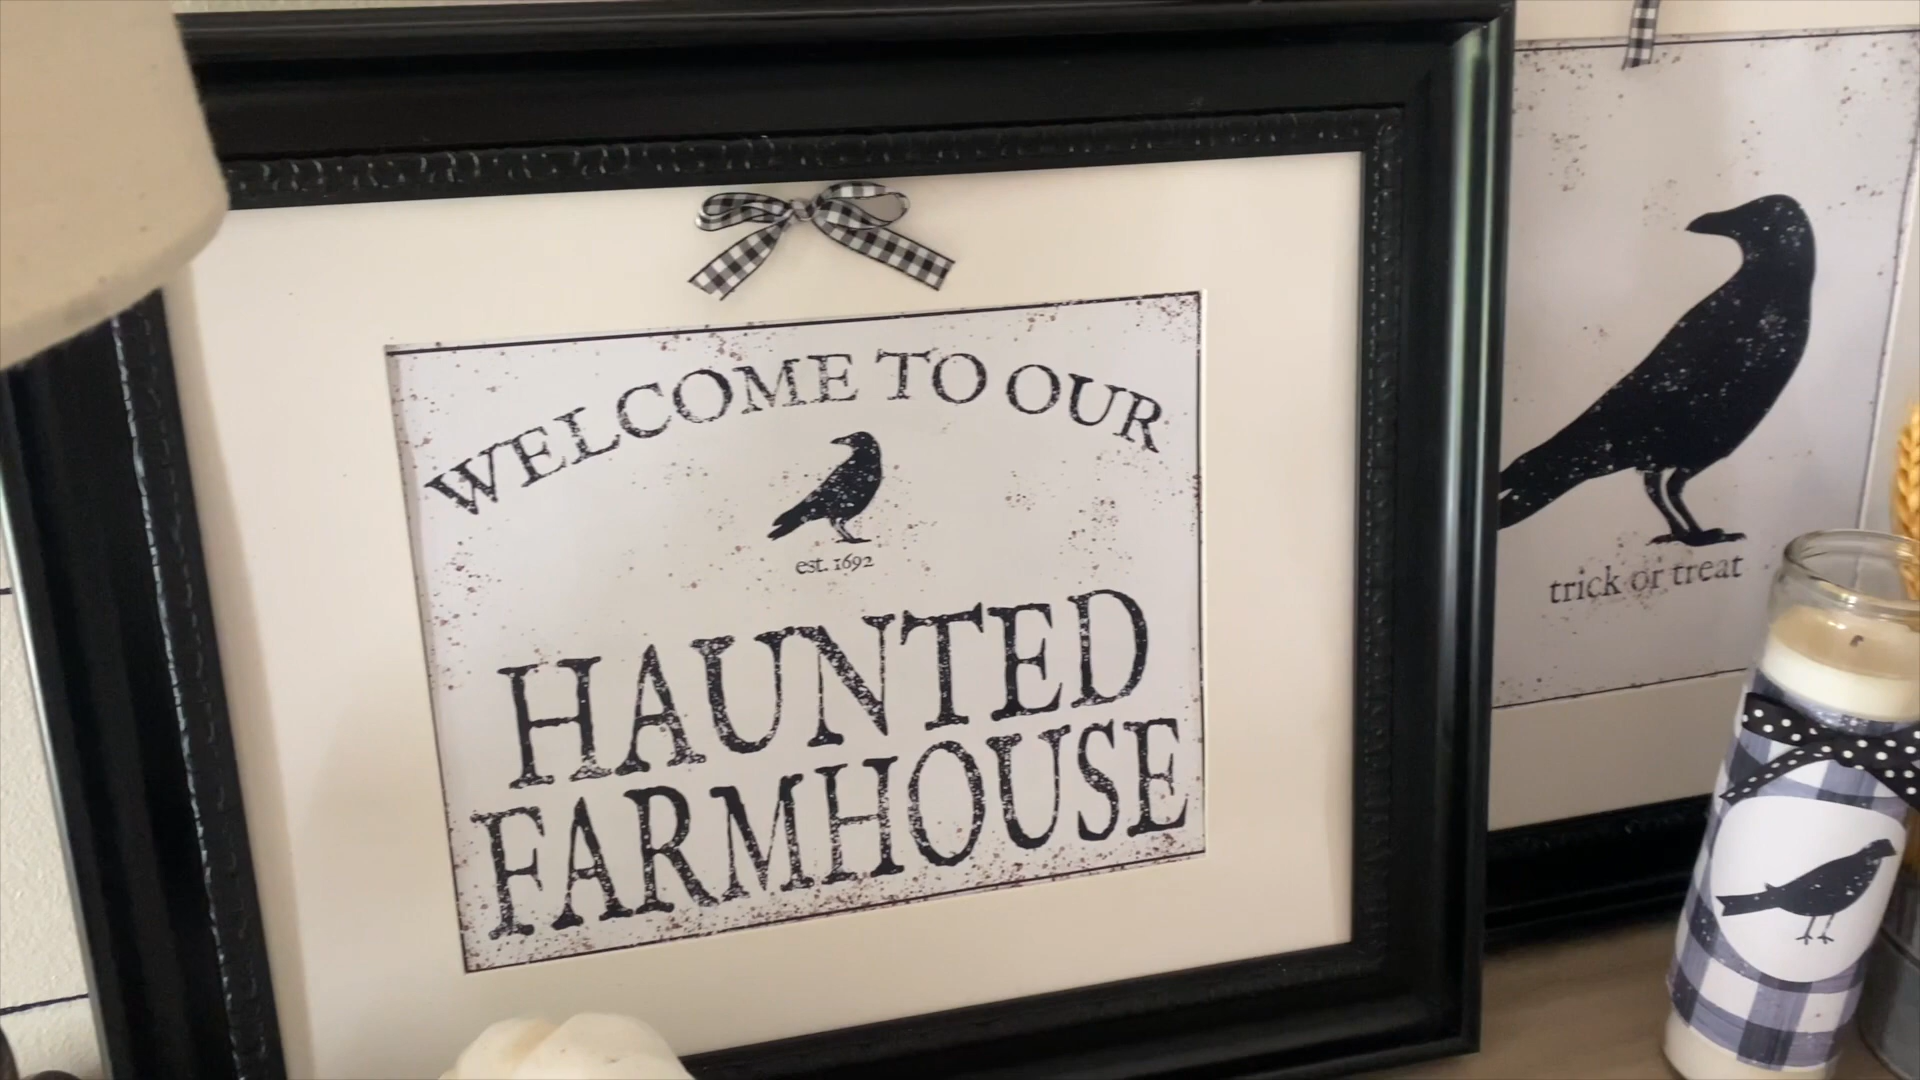 WELCOME TO OUR
est. 1692
HAUNTED
FARMHOUSE
trick or treat